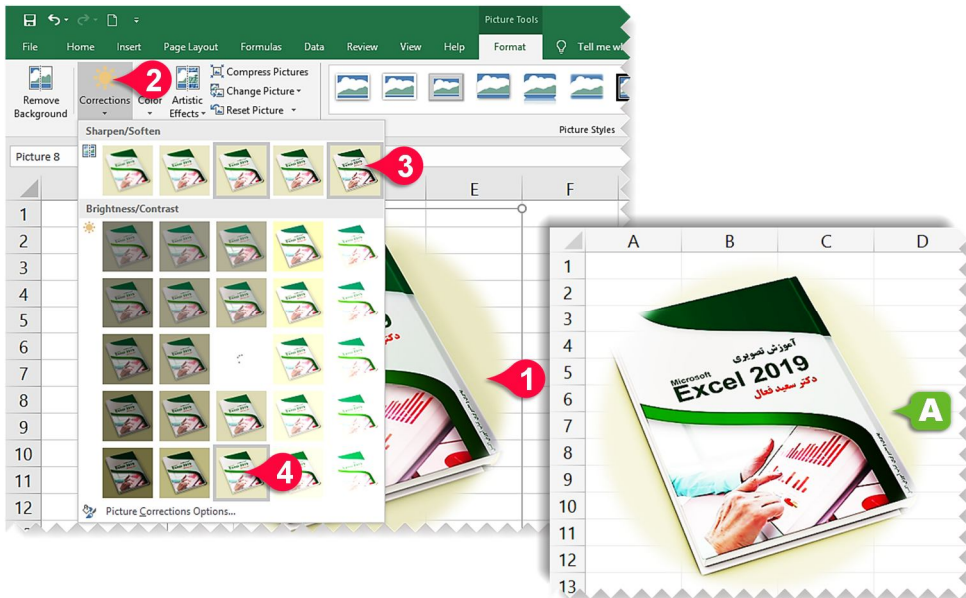 Picture Tools
File Home Insert Page Layout Formulas Data Review View Help Format Tell me
Remove Background
Corrections
Color
Artistic Effects
Compress Pictures
Change Picture
Reset Picture
Picture Styles
2
Sharpen/Soften
Picture 8
3
E F
Brightness/Contrast
1
2
3
4
5
6
7
8
9
10
11
12
1
4
Picture Corrections Options...
A B C D
1
2
3
4
5
6
7
8
9
10
11
12
13
آموزش تصویری
Microsoft
Excel 2019
دکتر سعید فعال
A